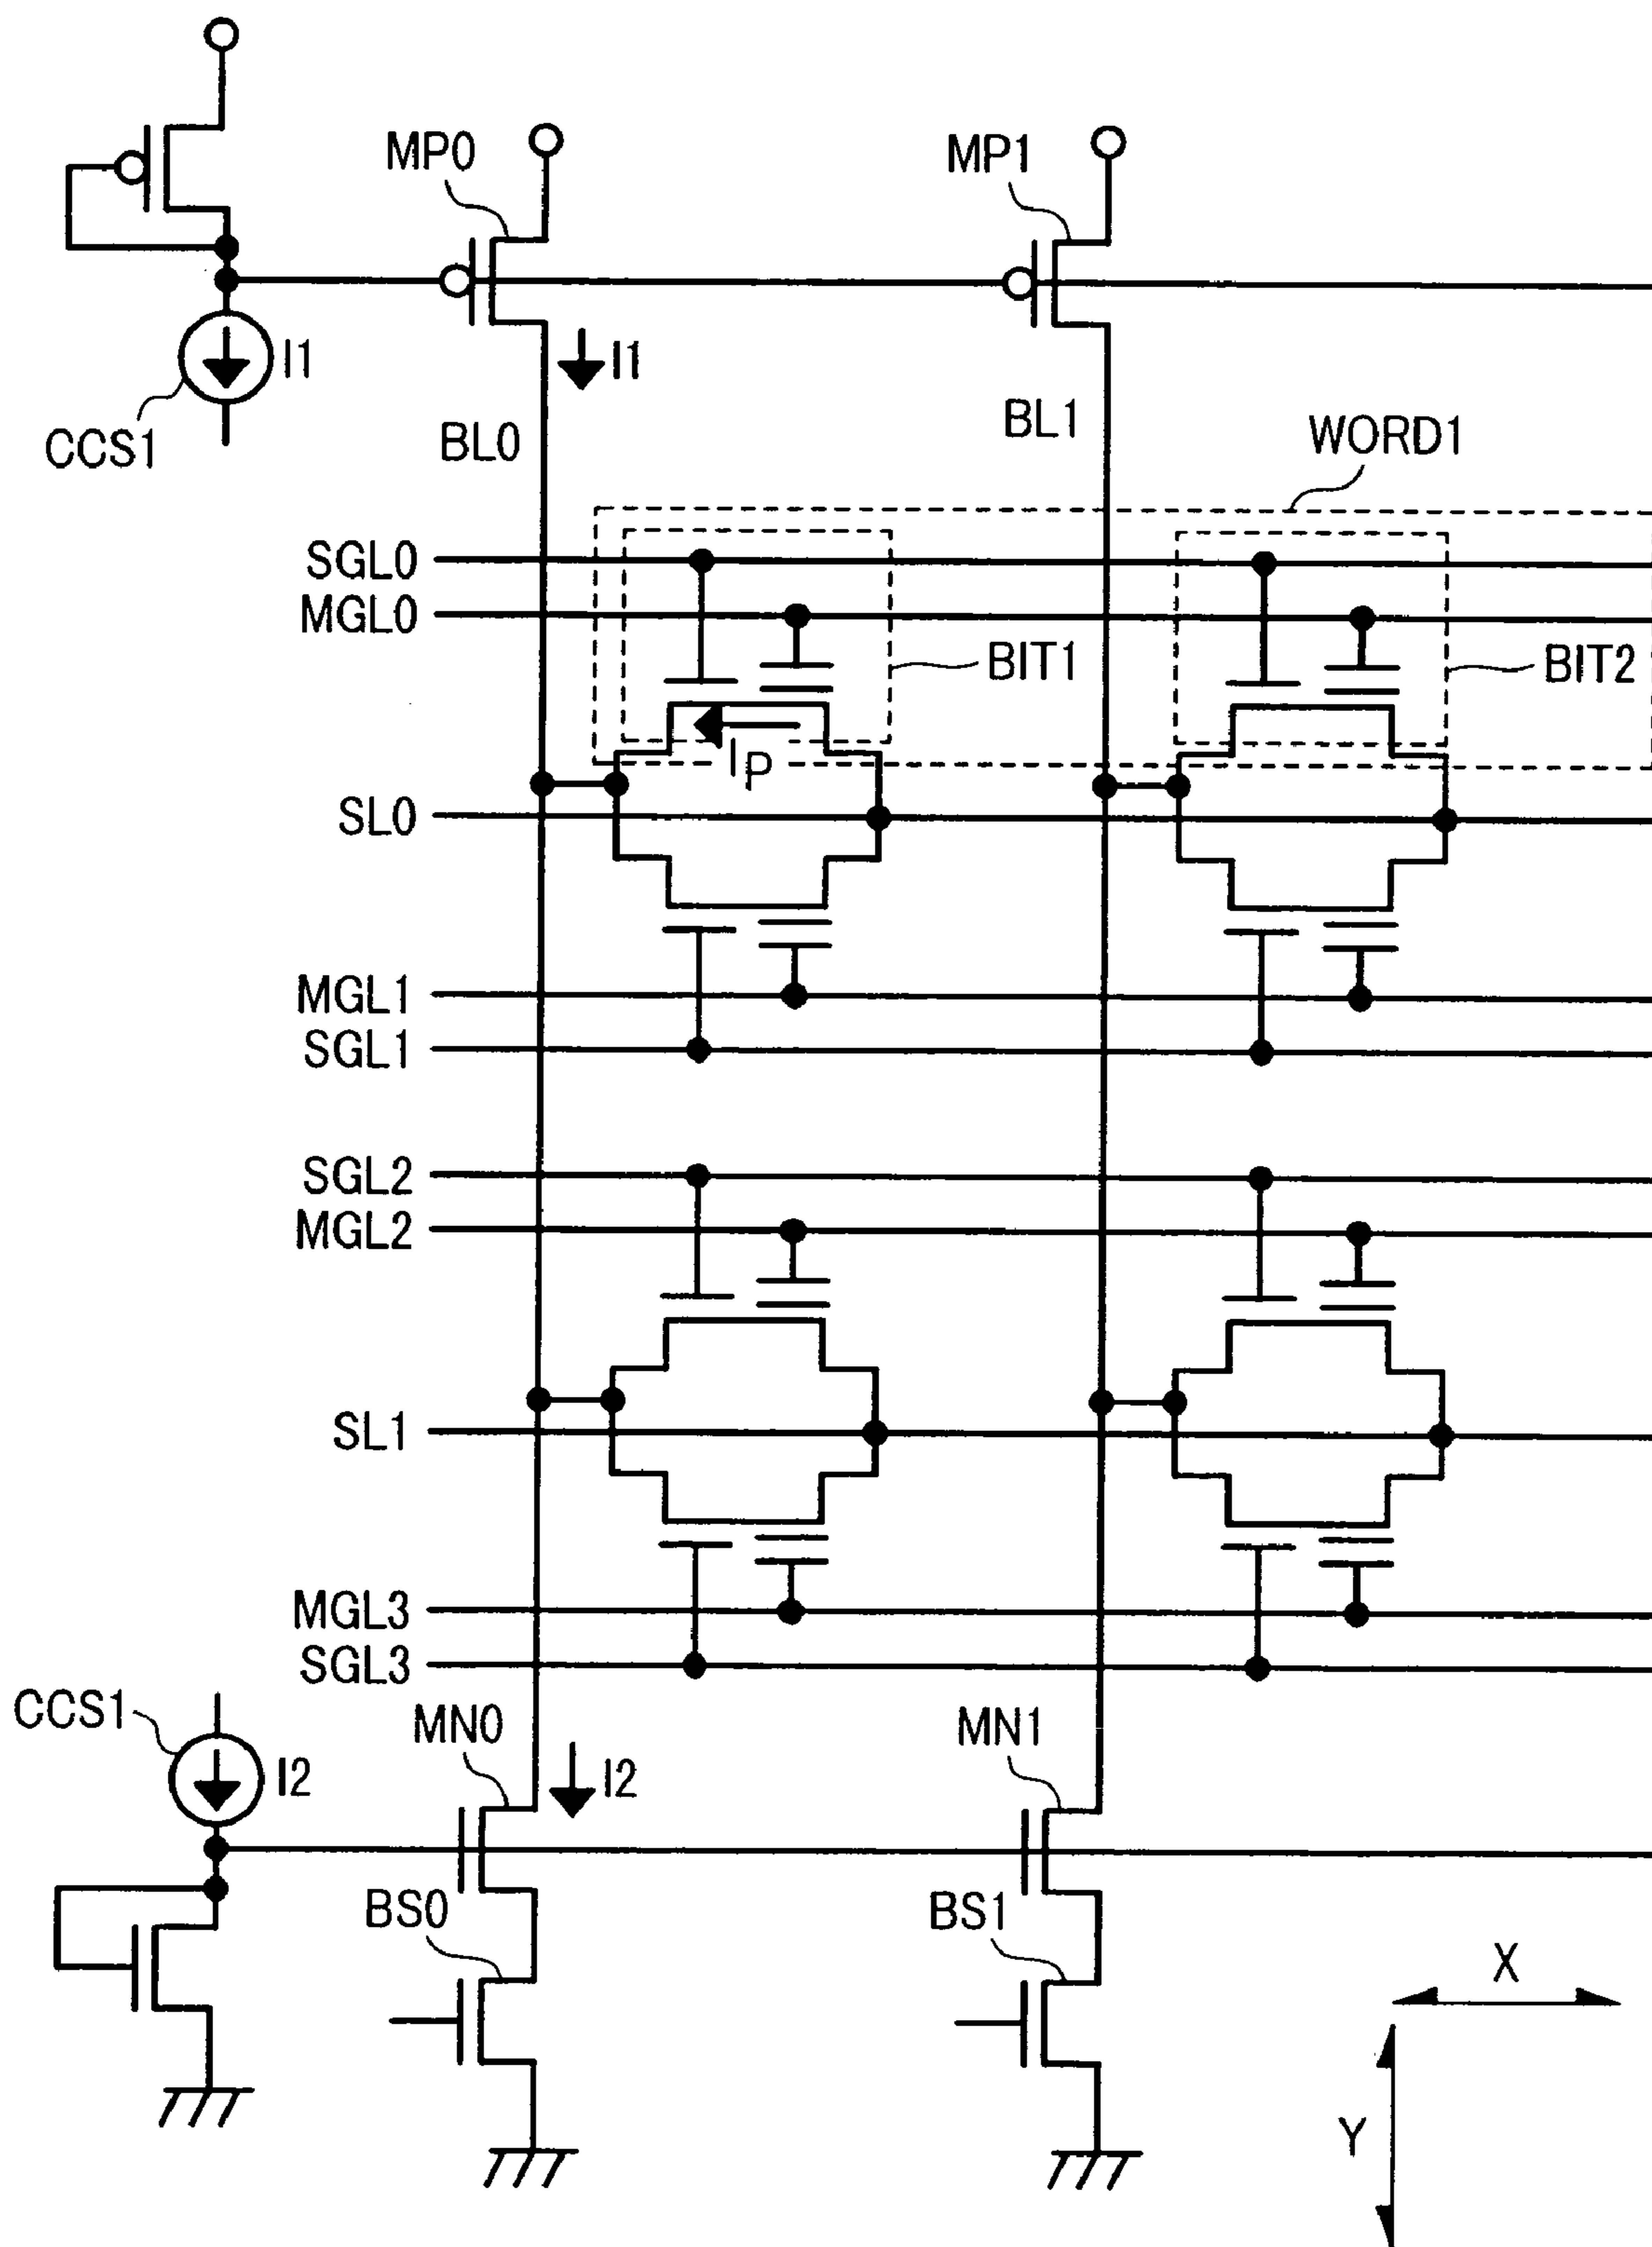 MP0
MP1
I1
I1
CCS1
BL0
BL1
WORD1
SGL0
MGL0
BIT1
BIT2
IP
SL0
MGL1
SGL1
SGL2
MGL2
SL1
MGL3
SGL3
CCS1
MN0
MN1
I2
I2
BS0
BS1
X
Y